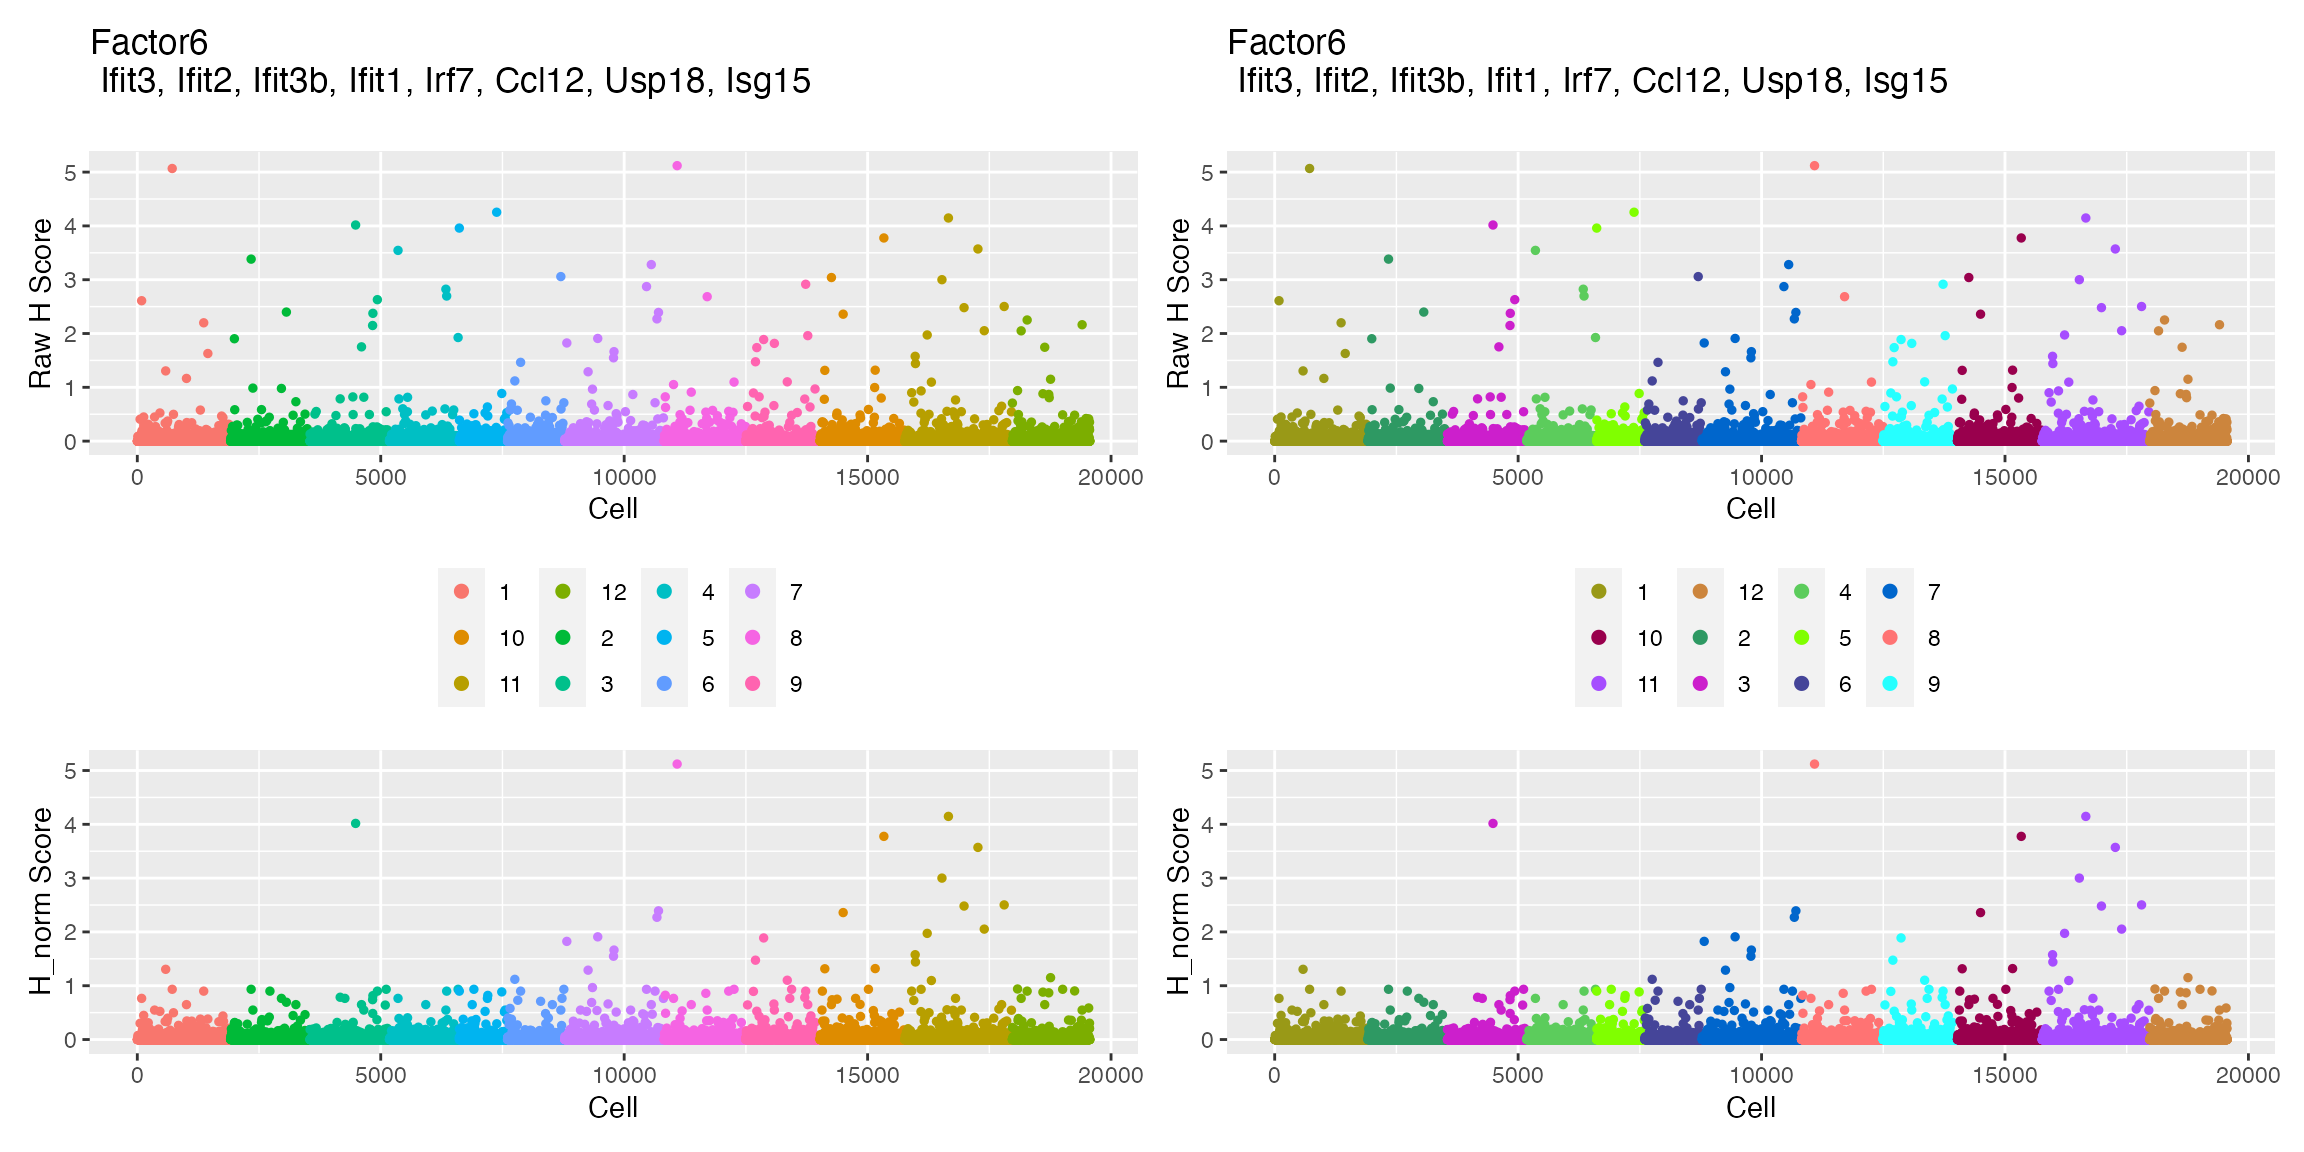 Factor6
Ifit3, Ifit2, Ifit3b, Ifit1, Irf7, Ccl12, Usp18, Isg15
Raw H Score
5
4
3
2
1
0
0 5000 10000 15000 20000
Cell
1 12 4 7
10 2 5 8
11 3 6 9
H_norm Score
5
4
3
2
1
0
0 5000 10000 15000 20000
Cell
Factor6
Ifit3, Ifit2, Ifit3b, Ifit1, Irf7, Ccl12, Usp18, Isg15
Raw H Score
5
4
3
2
1
0
0 5000 10000 15000 20000
Cell
1 12 4 7
10 2 5 8
11 3 6 9
H_norm Score
5
4
3
2
1
0
0 5000 10000 15000 20000
Cell